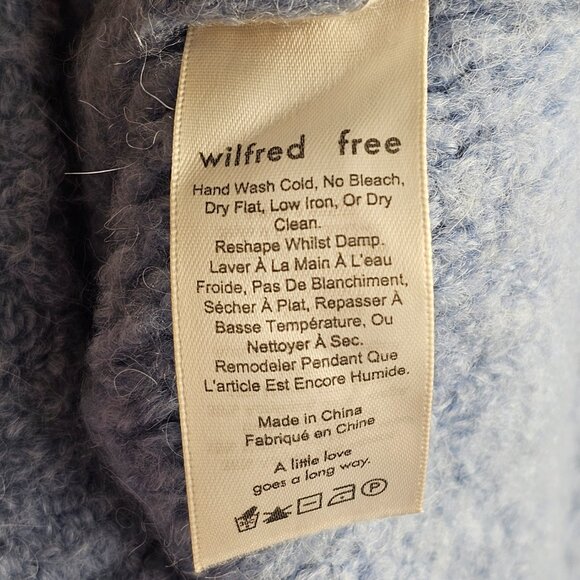 wilfred free
Hand Wash Cold, No Bleach,
Dry Flat, Low Iron, Or Dry
Clean.
Reshape Whilst Damp.
Laver À La Main À L'eau
Froide, Pas De Blanchiment,
Sécher À Plat, Repasser À
Basse Température, Ou
Nettoyer À Sec.
Remodeler Pendant Que
L'article Est Encore Humide.
Made in China
Fabriqué en Chine
A little love
goes a long way.